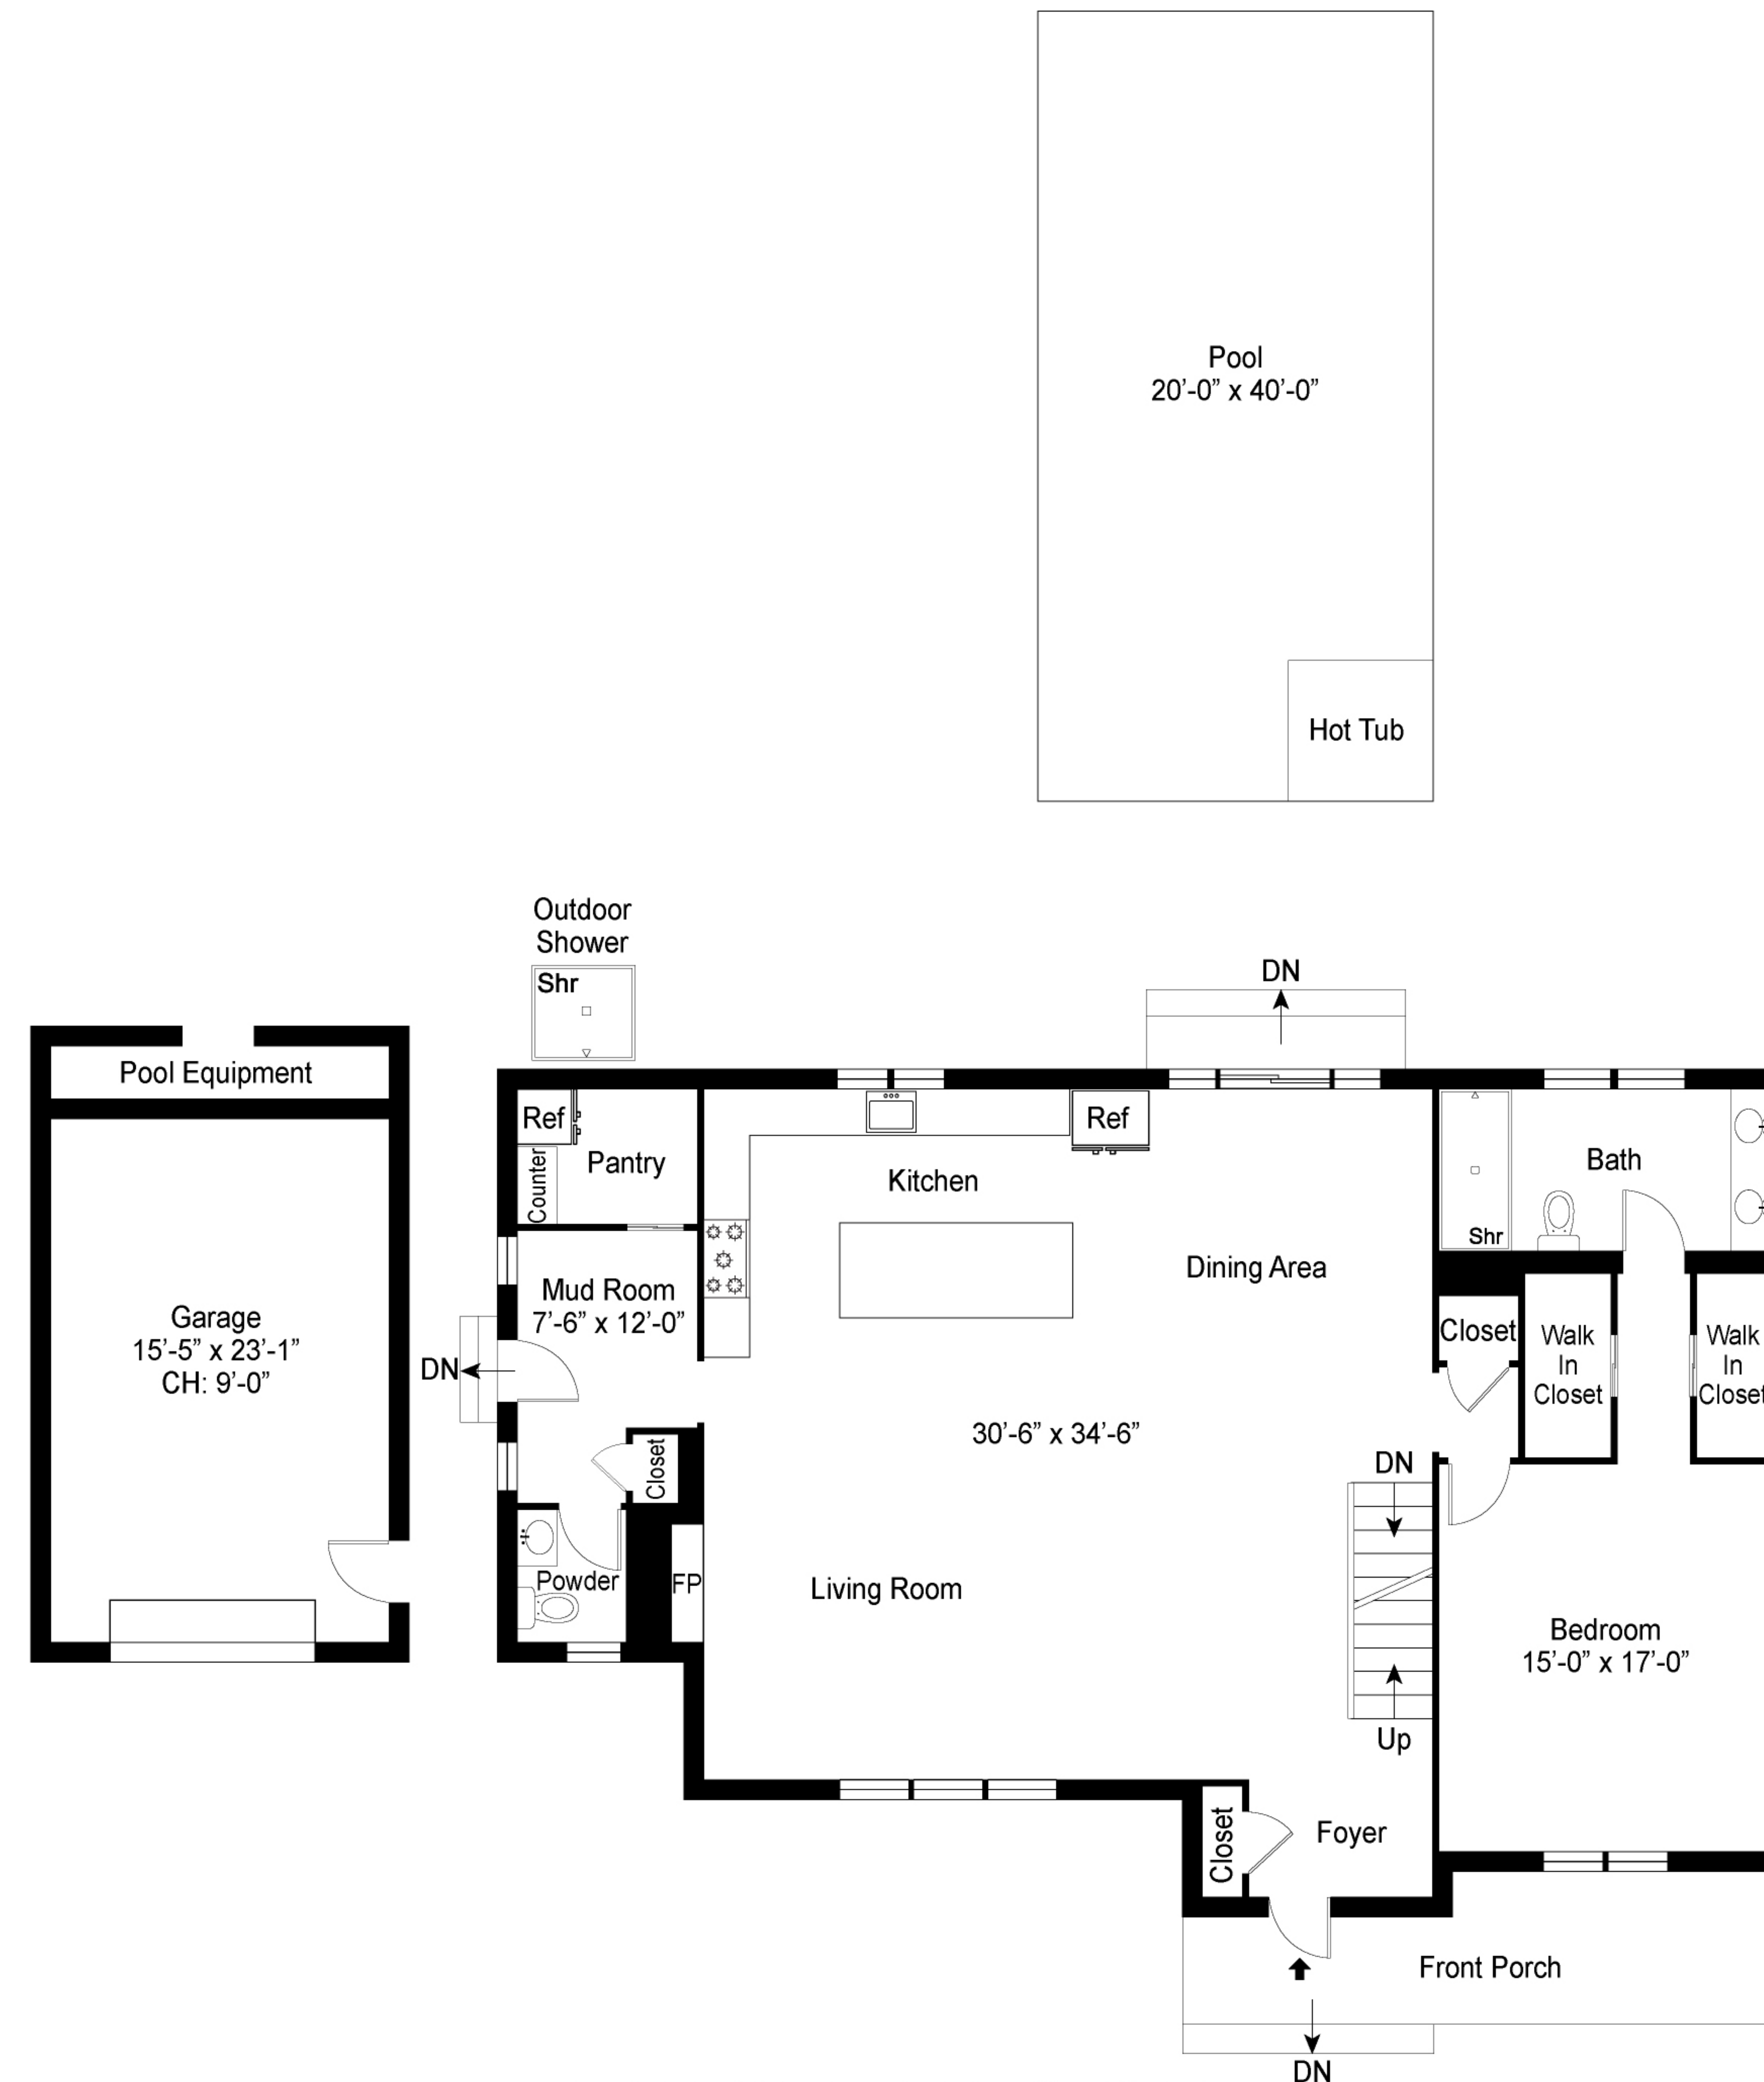 Pool
20’-0” x 40’-0”
Hot Tub
Outdoor
Shower
Shr
DN
Pool Equipment
Ref
Counter
Pantry
Ref
Kitchen
Bath
Shr
Mud Room
7’-6” x 12’-0”
Dining Area
Garage
15’-5” x 23’-1”
CH: 9’-0”
DN
Closet
Walk
In
Closet
Walk
In
Closet
30’-6” x 34’-6”
Closet
DN
Powder
FP
Living Room
Bedroom
15’-0” x 17’-0”
Up
Closet
Foyer
Front Porch
DN